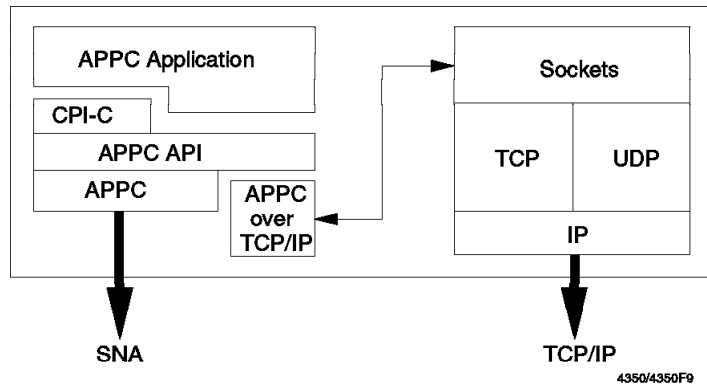 APPC Application
CPI-C
APPC API
APPC
APPC
over
TCP/IP
Sockets
TCP
UDP
IP
SNA
TCP/IP
4350/4350F9